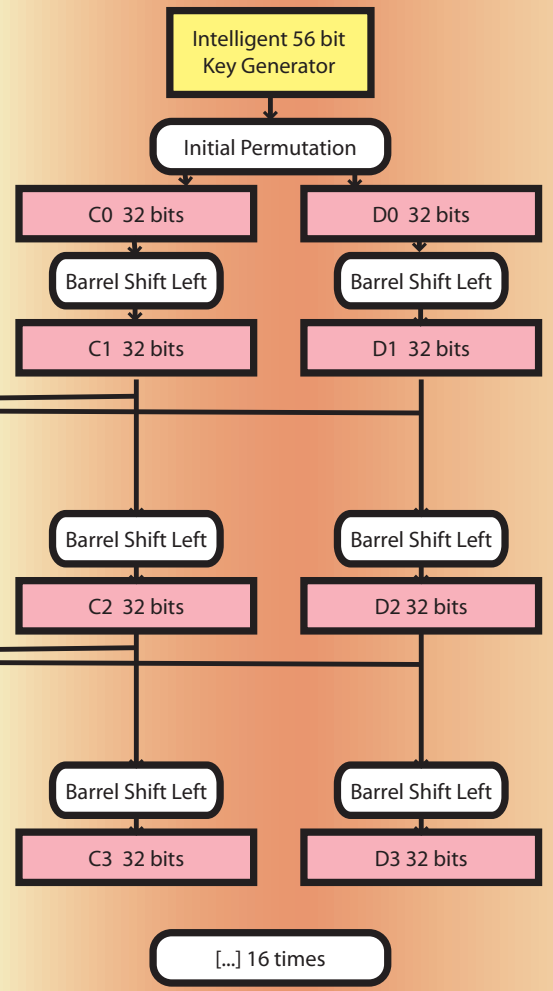 Intelligent 56 bit
Key Generator
Initial Permutation
C0 32 bits
D0 32 bits
Barrel Shift Left
Barrel Shift Left
C1 32 bits
D1 32 bits
Barrel Shift Left
Barrel Shift Left
C2 32 bits
D2 32 bits
Barrel Shift Left
Barrel Shift Left
C3 32 bits
D3 32 bits
[...] 16 times